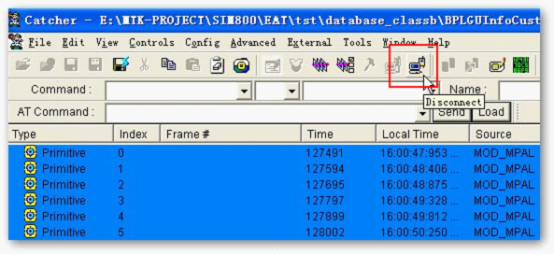 Catcher - E:\MTK-PROJECT\SIM800\EAT\tst\database_classb\BPLGUInfoCust
File Edit View Controls Config Advanced External Tools Window Help
Command: Name:
Disconnect
AT Command: Send Load
Type Index Frame # Time Local Time Source
Primitive 0 127491 16:00:47:953... MOD_MPAL
Primitive 1 127594 16:00:48:406... MOD_MPAL
Primitive 2 127695 16:00:48:875... MOD_MPAL
Primitive 3 127797 16:00:49:328... MOD_MPAL
Primitive 4 127899 16:00:49:812... MOD_MPAL
Primitive 5 128002 16:00:50:250... MOD_MPAL